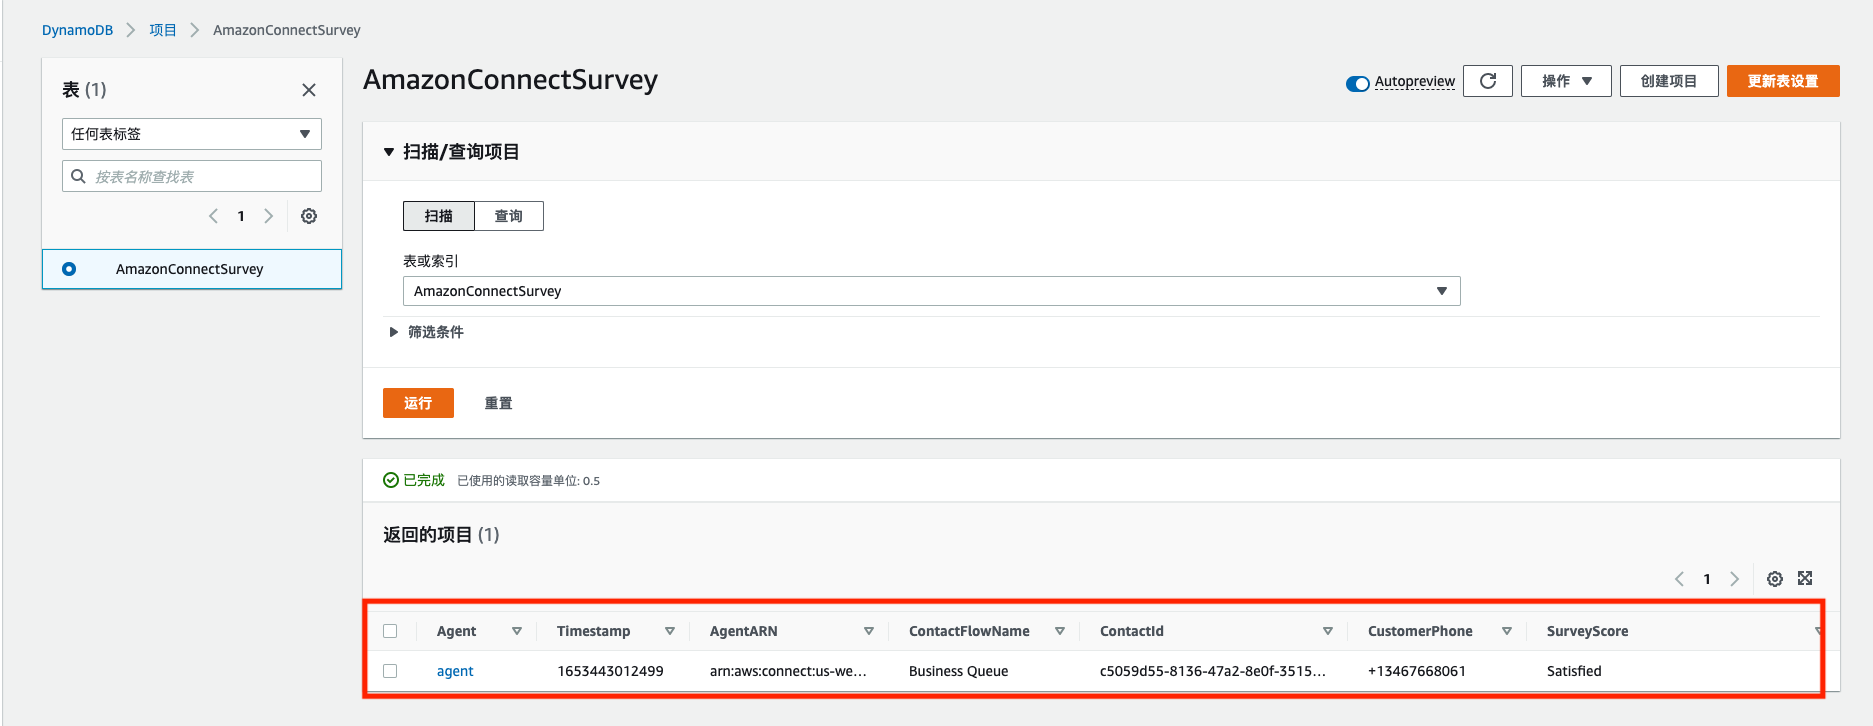 DynamoDB > 项目 > AmazonConnectSurvey
表 (1)
任何表标签
按表名称查找表
1
AmazonConnectSurvey
AmazonConnectSurvey
Autopreview
操作
创建项目
更新表设置
扫描/查询项目
扫描 查询
表或索引
AmazonConnectSurvey
筛选条件
运行 重置
已完成 已使用的读取容量单位: 0.5
返回的项目 (1)
1
Agent Timestamp AgentARN ContactFlowName ContactId CustomerPhone SurveyScore
agent 1653443012499 arn:aws:connect:us-we... Business Queue c5059d55-8136-47a2-8e0f-3515... +13467668061 Satisfied